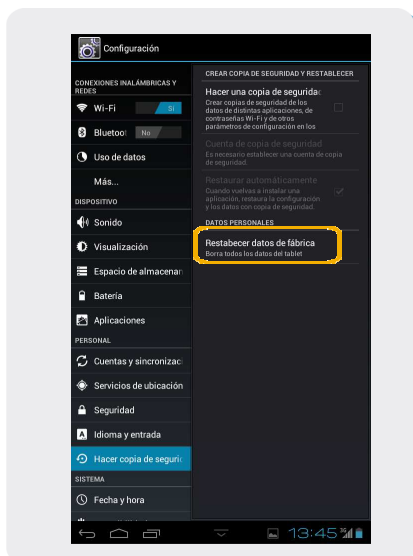 Configuración
CONEXIONES INALÁMBRICAS Y
REDES
Wi-Fi
SÍ
Bluetoot
No
Uso de datos
Más...
DISPOSITIVO
Sonido
Visualización
Espacio de almacenan
Batería
Aplicaciones
PERSONAL
Cuentas y sincronizaci
Servicios de ubicación
Seguridad
A
Idioma y entrada
Hacer copia de seguric
SISTEMA
Fecha y hora
CREAR COPIA DE SEGURIDAD Y RESTABLECER
Hacer una copia de seguridad
Crear copias de seguridad de los
datos de distintas aplicaciones, de
contraseñas Wi-Fi y de otros
parámetros de configuración en los
Cuenta de copia de seguridad
Es necesario establecer una cuenta de copia
de seguridad.
Restaurar automáticamente
Cuando vuelvas a instalar una
aplicación, restaura la configuración
y los datos con copia de seguridad.
DATOS PERSONALES
Restabecer datos de fábrica
Borra todos los datos del tablet
13:45